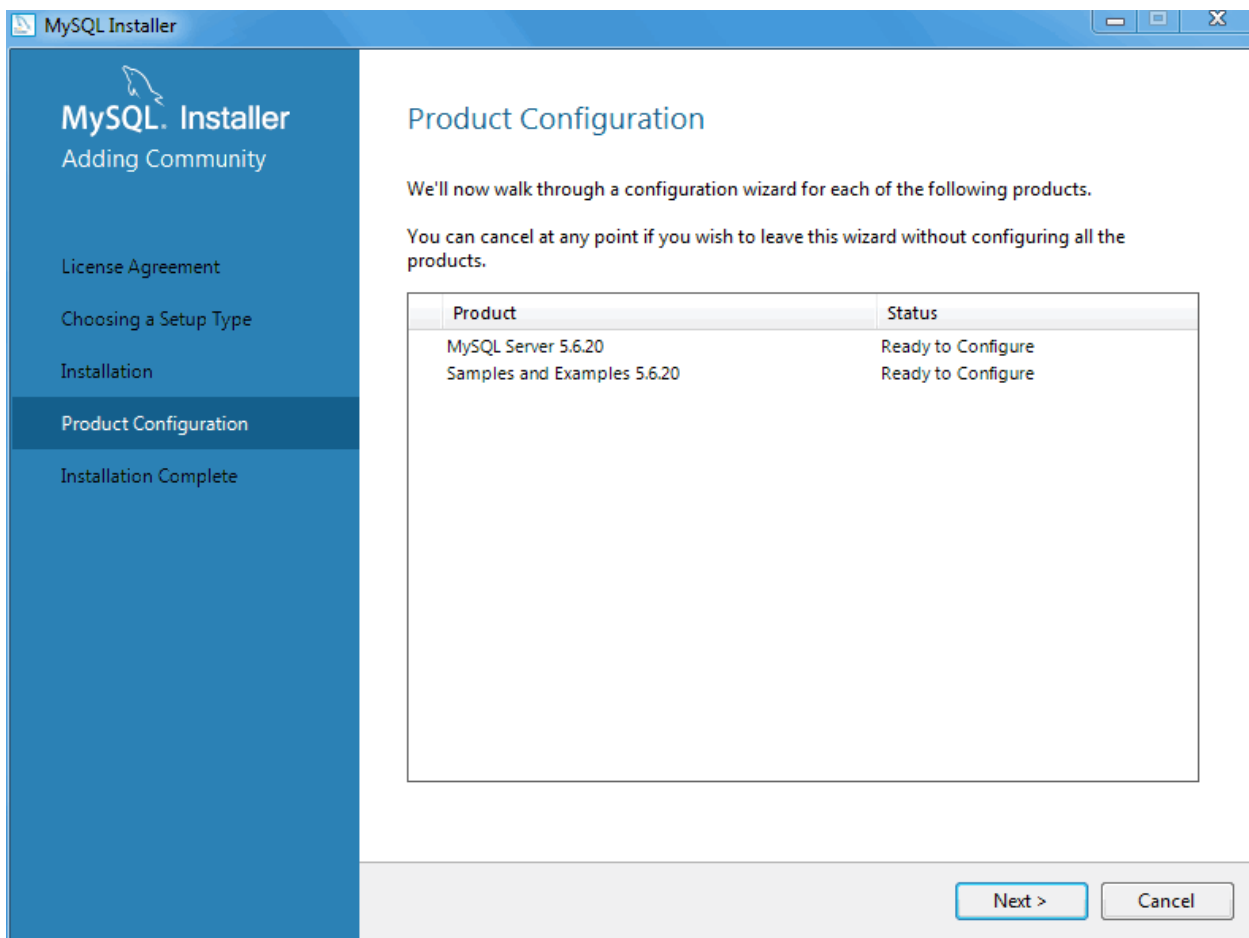 MySQL Installer
MySQL. Installer
Adding Community
License Agreement
Choosing a Setup Type
Installation
Product Configuration
Installation Complete
Product Configuration
We'll now walk through a configuration wizard for each of the following products.
You can cancel at any point if you wish to leave this wizard without configuring all the
products.
Product Status
MySQL Server 5.6.20 Ready to Configure
Samples and Examples 5.6.20 Ready to Configure
Next > Cancel